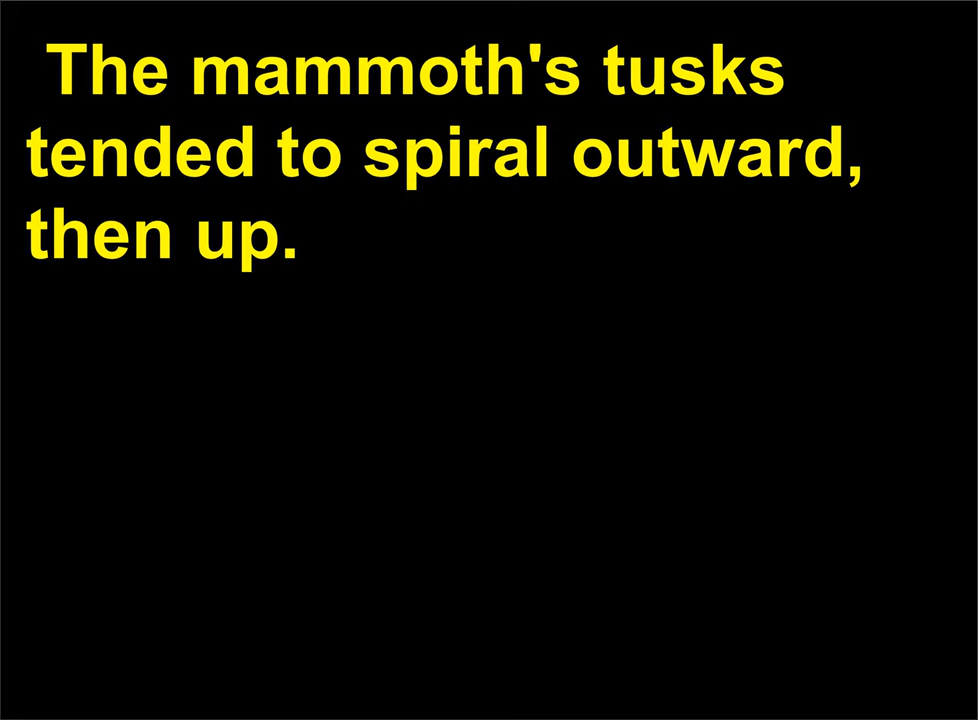 The mammoth's tusks
tended to spiral outward,
then up.